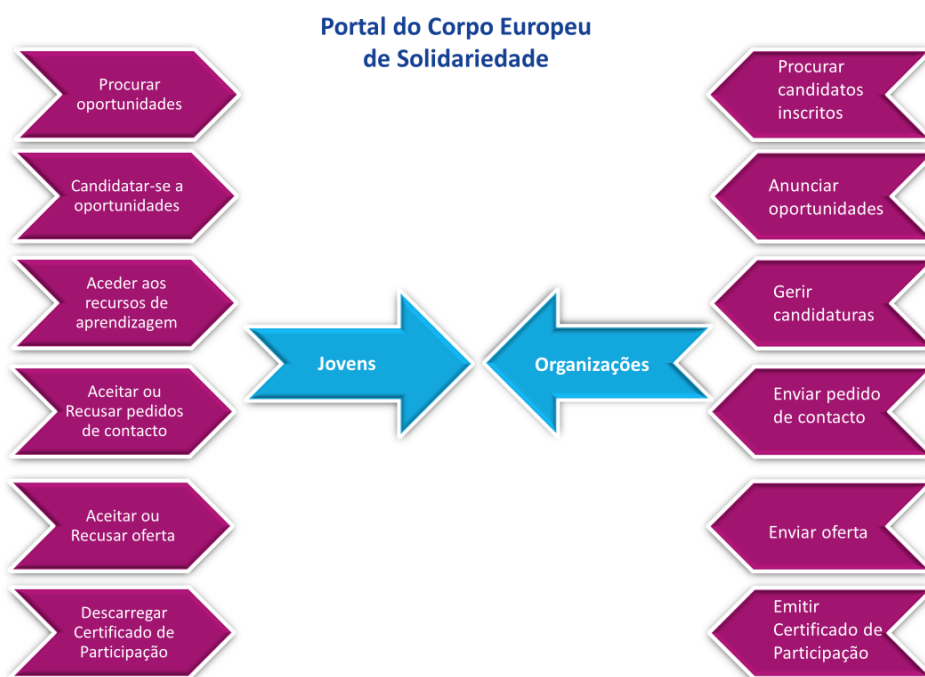 Portal do Corpo Europeu
de Solidariedade
Procurar
oportunidades
Candidatar-se a
oportunidades
Aceder aos
recursos de
aprendizagem
Aceitar ou
Recusar pedidos
de contacto
Aceitar ou
Recusar oferta
Descarregar
Certificado de
Participação
Jovens
Organizações
Procurar
candidatos
inscritos
Anunciar
oportunidades
Gerir
candidaturas
Enviar pedido
de contacto
Enviar oferta
Emitir
Certificado de
Participação